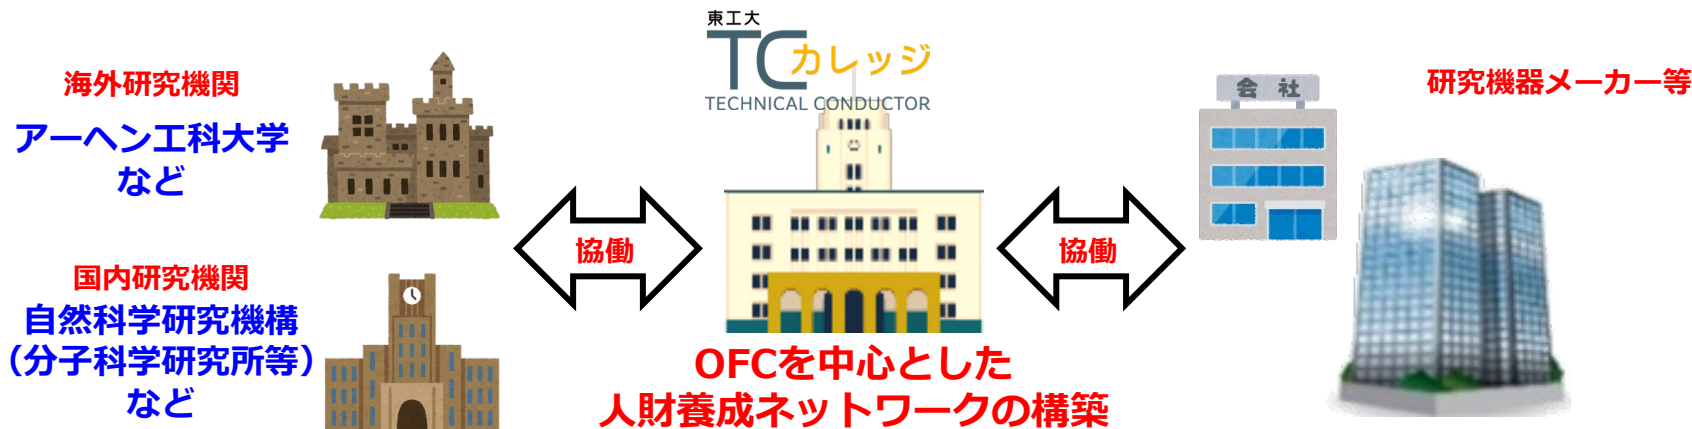 海外研究機関
アーヘン工科大学
など
国内研究機関
自然科学研究機構
（分子科学研究所等）
など
協働
東工大
TCカレッジ
TECHNICAL CONDUCTOR
OFCを中心とした
人財養成ネットワークの構築
協働
会社
研究機器メーカー等